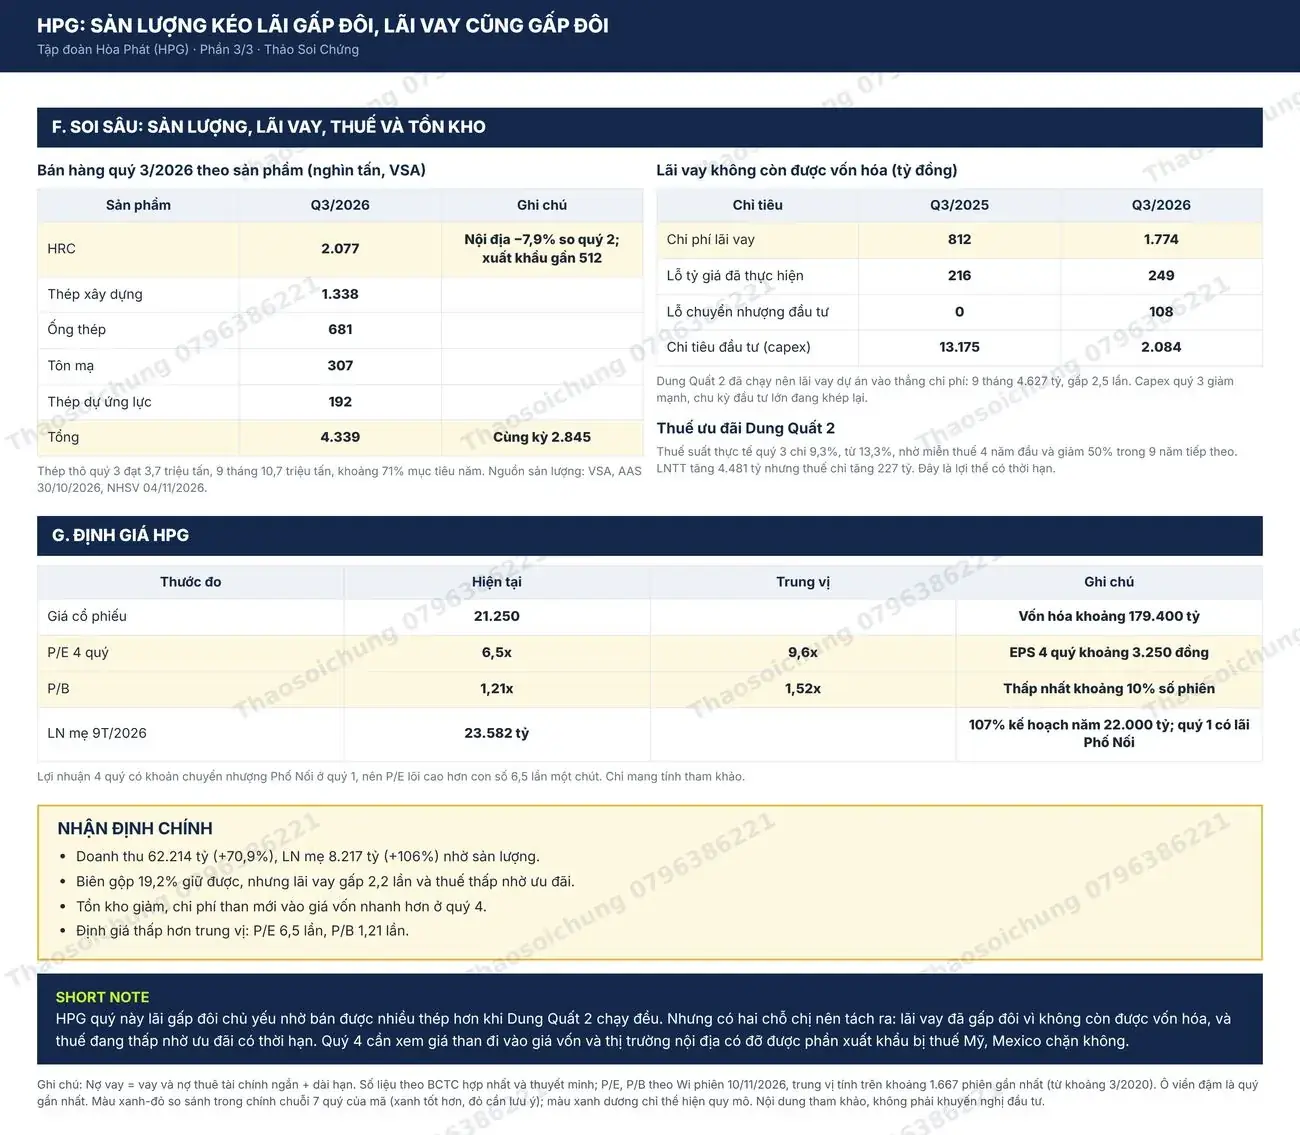 HPG: SẢN LƯỢNG KÉO LÃI GẤP ĐÔI, LÃI VAY CŨNG GẤP ĐÔI
Tập đoàn Hòa Phát (HPG) · Phần 3/3 · Thảo Soi Chứng
F. SOI SÂU: SẢN LƯỢNG, LÃI VAY, THUẾ VÀ TỒN KHO
Bán hàng quý 3/2026 theo sản phẩm (nghìn tấn, VSA)
Sản phẩm Q3/2026 Ghi chú
HRC 2.077 Nội địa −7,9% so quý 2;
xuất khẩu gần 512
Thép xây dựng 1.338
Ống thép 681
Tôn mạ 307
Thép dự ứng lực 192
Tổng 4.339 Cùng kỳ 2.845
Thép thô quý 3 đạt 3,7 triệu tấn, 9 tháng 10,7 triệu tấn, khoảng 71% mục tiêu năm. Nguồn sản lượng: VSA, AAS
30/10/2026, NHSV 04/11/2026.
Lãi vay không còn được vốn hóa (tỷ đồng)
Chỉ tiêu Q3/2025 Q3/2026
Chi phí lãi vay 812 1.774
Lỗ tỷ giá đã thực hiện 216 249
Lỗ chuyển nhượng đầu tư 0 108
Chi tiêu đầu tư (capex) 13.175 2.084
Dung Quất 2 đã chạy nên lãi vay dự án vào thẳng chi phí: 9 tháng 4.627 tỷ, gấp 2,5 lần. Capex quý 3 giảm
mạnh, chu kỳ đầu tư lớn đang khép lại.
Thuế ưu đãi Dung Quất 2
Thuế suất thực tế quý 3 chỉ 9,3%, từ 13,3%, nhờ miễn thuế 4 năm đầu và giảm 50% trong 9 năm tiếp theo.
LNTT tăng 4.481 tỷ nhưng thuế chỉ tăng 227 tỷ. Đây là lợi thế có thời hạn.
G. ĐỊNH GIÁ HPG
Thước đo Hiện tại Trung vị Ghi chú
Giá cổ phiếu 21.250 Vốn hóa khoảng 179.400 tỷ
P/E 4 quý 6,5x 9,6x EPS 4 quý khoảng 3.250 đồng
P/B 1,21x 1,52x Thấp nhất khoảng 10% số phiên
LN mẹ 9T/2026 23.582 tỷ 107% kế hoạch năm 22.000 tỷ; quý 1 có lãi
Phố Nối
Lợi nhuận 4 quý có khoản chuyển nhượng Phố Nối ở quý 1, nên P/E lõi cao hơn con số 6,5 lần một chút. Chỉ mang tính tham khảo.
NHẬN ĐỊNH CHÍNH
• Doanh thu 62.214 tỷ (+70,9%), LN mẹ 8.217 tỷ (+106%) nhờ sản lượng.
• Biên gộp 19,2% giữ được, nhưng lãi vay gấp 2,2 lần và thuế thấp nhờ ưu đãi.
• Tồn kho giảm, chi phí than mới vào giá vốn nhanh hơn ở quý 4.
• Định giá thấp hơn trung vị: P/E 6,5 lần, P/B 1,21 lần.
SHORT NOTE
HPG quý này lãi gấp đôi chủ yếu nhờ bán được nhiều thép hơn khi Dung Quất 2 chạy đều. Nhưng có hai chỗ chị nên tách ra: lãi vay đã gấp đôi vì không còn được vốn hóa, và
thuế đang thấp nhờ ưu đãi có thời hạn. Quý 4 cần xem giá than đi vào giá vốn và thị trường nội địa có đỡ được phần xuất khẩu bị thuế Mỹ, Mexico chặn không.
Ghi chú: Nợ vay = vay và nợ thuê tài chính ngắn + dài hạn. Số liệu theo BCTC hợp nhất và thuyết minh; P/E, P/B theo Wi phiên 10/11/2026, trung vị tính trên khoảng 1.667 phiên gần nhất (từ khoảng 3/2020). Ô viền đậm là quý
gần nhất. Màu xanh-đỏ so sánh trong chính chuỗi 7 quý của mã (xanh tốt hơn, đỏ cần lưu ý); màu xanh dương chỉ thể hiện quy mô. Nội dung tham khảo, không phải khuyến nghị đầu tư.
Thaosoichung 0796386221